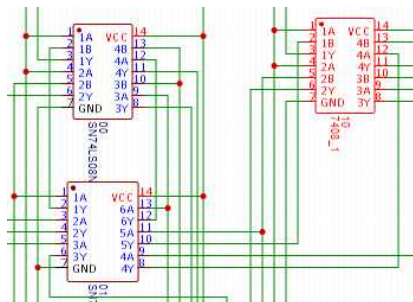 1 1A VCC 14
2 1B 4B 13
3 1Y 4A 12
4 2A 4Y 11
5 2B 3B 10
6 2Y 3A 9
7 GND 3Y 8
00
SN74LS08N
1 1A VCC 14
2 1Y 6A 13
3 2A 6Y 12
4 2Y 5A 11
5 3A 5Y 10
6 3Y 4A 9
7 GND 4Y 8
01
1 1A
2 1B
3 1Y
4 2A
5 2B
6 2Y
7 GND
VCC 14
4B 13
4A 12
4Y 11
3B 10
3A 9
3Y 8
10
7408_1